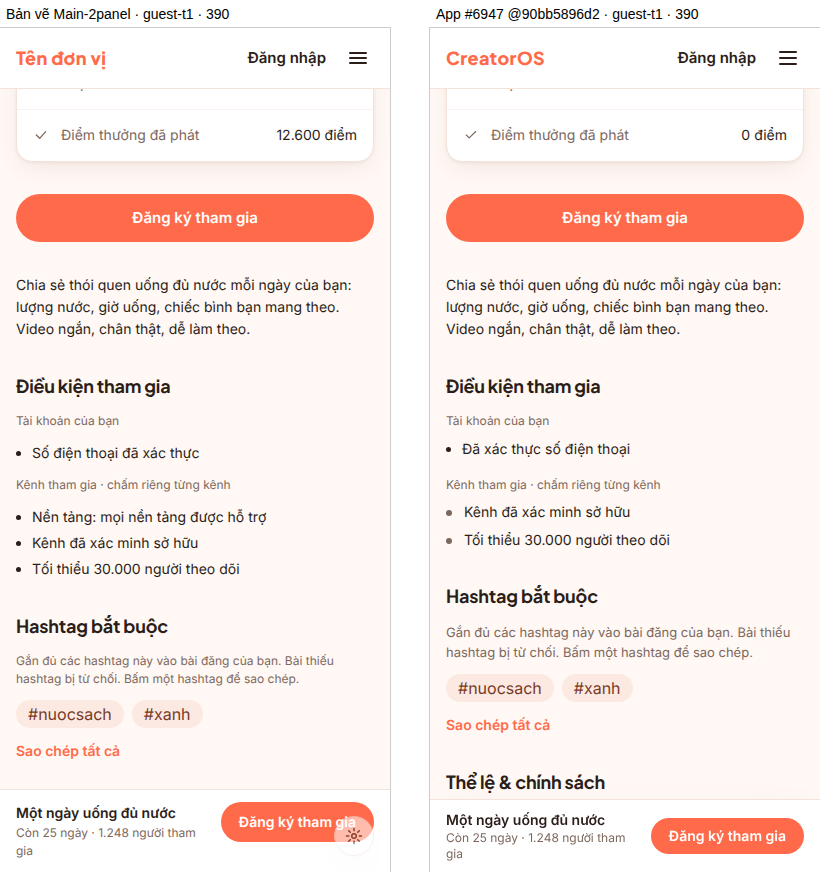 Bản vẽ Main-2panel · guest-t1 · 390
Tên đơn vị
Đăng nhập
Điểm thưởng đã phát
12.600 điểm
Đăng ký tham gia
Chia sẻ thói quen uống đủ nước mỗi ngày của bạn:
lượng nước, giờ uống, chiếc bình bạn mang theo.
Video ngắn, chân thật, dễ làm theo.
Điều kiện tham gia
Tài khoản của bạn
Số điện thoại đã xác thực
Kênh tham gia · chấm riêng từng kênh
Nền tảng: mọi nền tảng được hỗ trợ
Kênh đã xác minh sở hữu
Tối thiểu 30.000 người theo dõi
Hashtag bắt buộc
Gắn đủ các hashtag này vào bài đăng của bạn. Bài thiếu
hashtag bị từ chối. Bấm một hashtag để sao chép.
#nuocsach
#xanh
Sao chép tất cả
Một ngày uống đủ nước
Còn 25 ngày · 1.248 người tham
gia
Đăng ký tham gia
App #6947 @90bb5896d2 · guest-t1 · 390
CreatorOS
Đăng nhập
Điểm thưởng đã phát
0 điểm
Đăng ký tham gia
Chia sẻ thói quen uống đủ nước mỗi ngày của bạn:
lượng nước, giờ uống, chiếc bình bạn mang theo.
Video ngắn, chân thật, dễ làm theo.
Điều kiện tham gia
Tài khoản của bạn
Đã xác thực số điện thoại
Kênh tham gia · chấm riêng từng kênh
Kênh đã xác minh sở hữu
Tối thiểu 30.000 người theo dõi
Hashtag bắt buộc
Gắn đủ các hashtag này vào bài đăng của bạn. Bài thiếu
hashtag bị từ chối. Bấm một hashtag để sao chép.
#nuocsach
#xanh
Sao chép tất cả
Thể lệ & chính sách
Một ngày uống đủ nước
Còn 25 ngày · 1.248 người tham
gia
Đăng ký tham gia